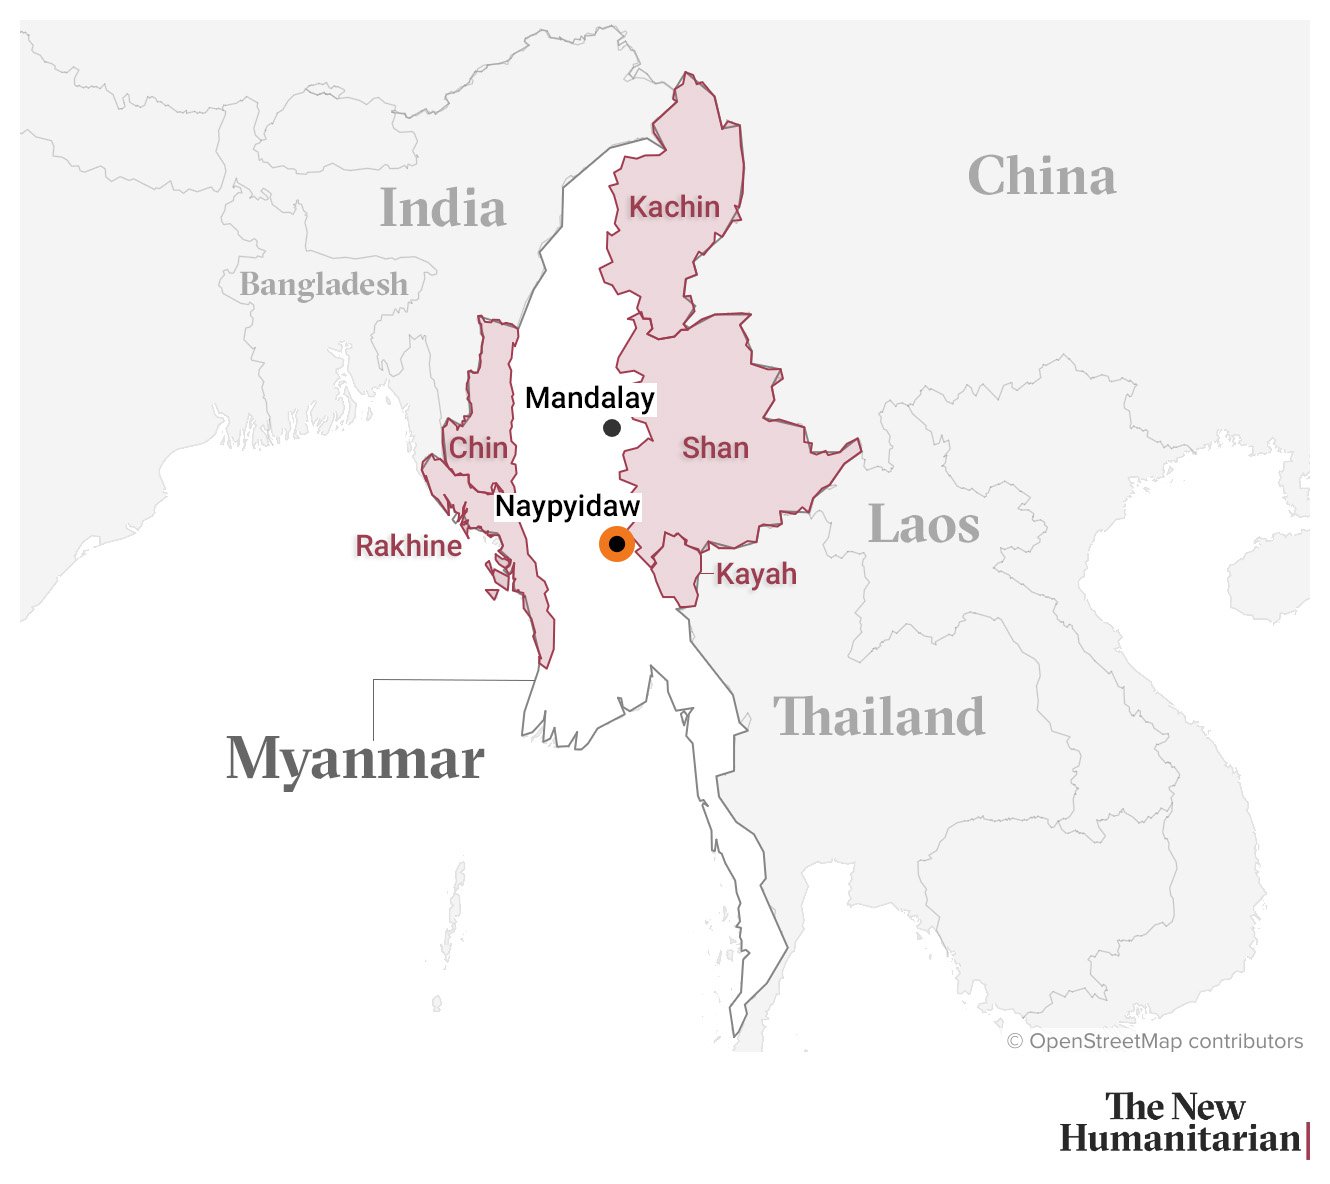 China
Kachin
India
Bangladesh
Mandalay
Chin
Shan
Naypyidaw
Laos
Rakhine
Kayah
Thailand
Myanmar
© OpenStreetMap contributors
The New
Humanitarian